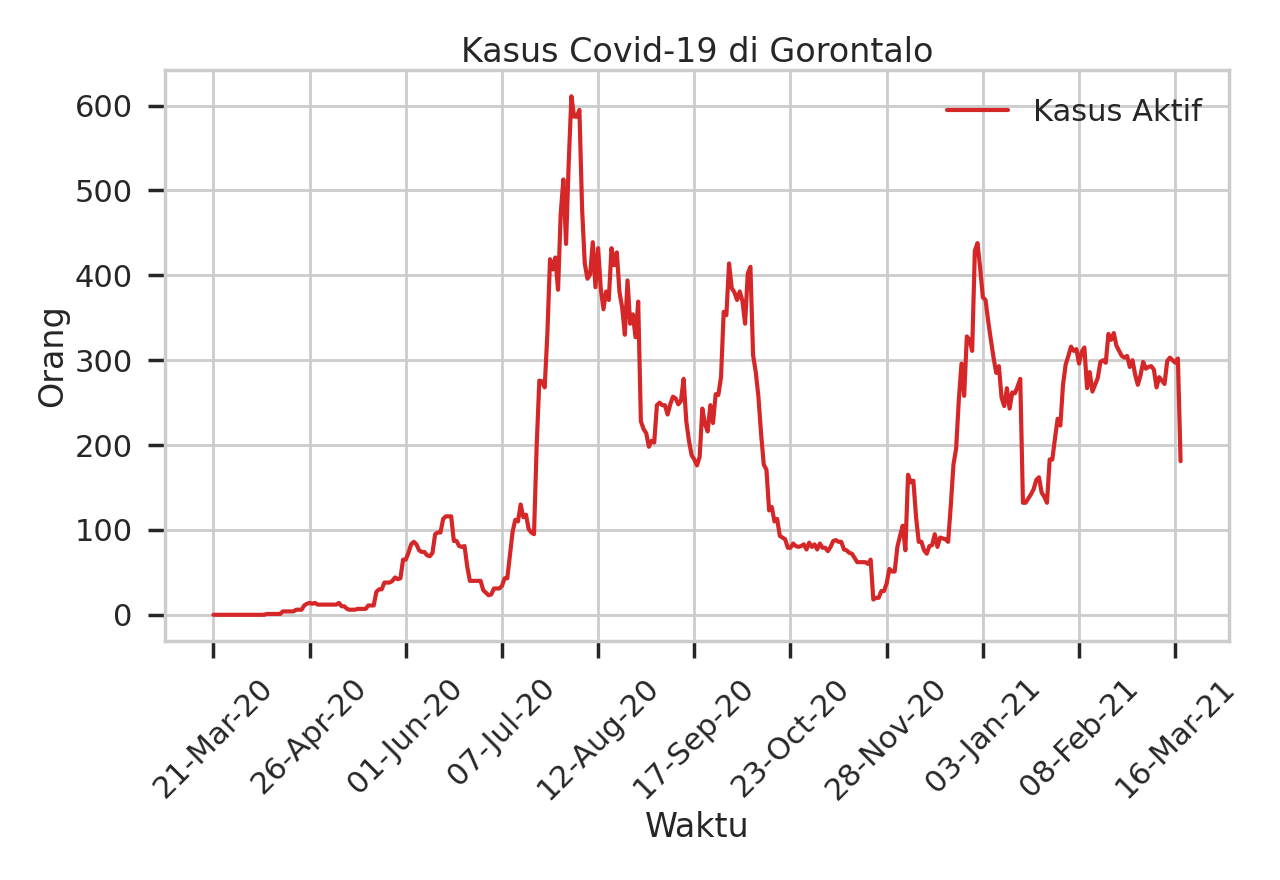 Kasus Covid-19 di Gorontalo
Kasus Aktif
Orang
600
500
400
300
200
100
0
21-Mar-20
26-Apr-20
01-Jun-20
07-Jul-20
12-Aug-20
17-Sep-20
23-Oct-20
28-Nov-20
03-Jan-21
08-Feb-21
16-Mar-21
Waktu